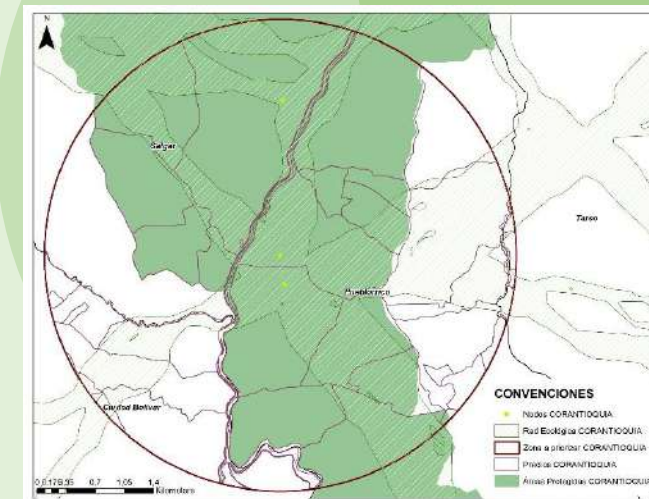 N
Salgar
Tarso
Pueblorrico
Ciudad Bolívar
CONVENCIONES
Nodos CORANTIOQUIA
Red Ecológica CORANTIOQUIA
Zona a priorizar CORANTIOQUIA
Predios CORANTIOQUIA
Áreas Protegidas CORANTIOQUIA
0,7 1,05 1,4
Kilometers